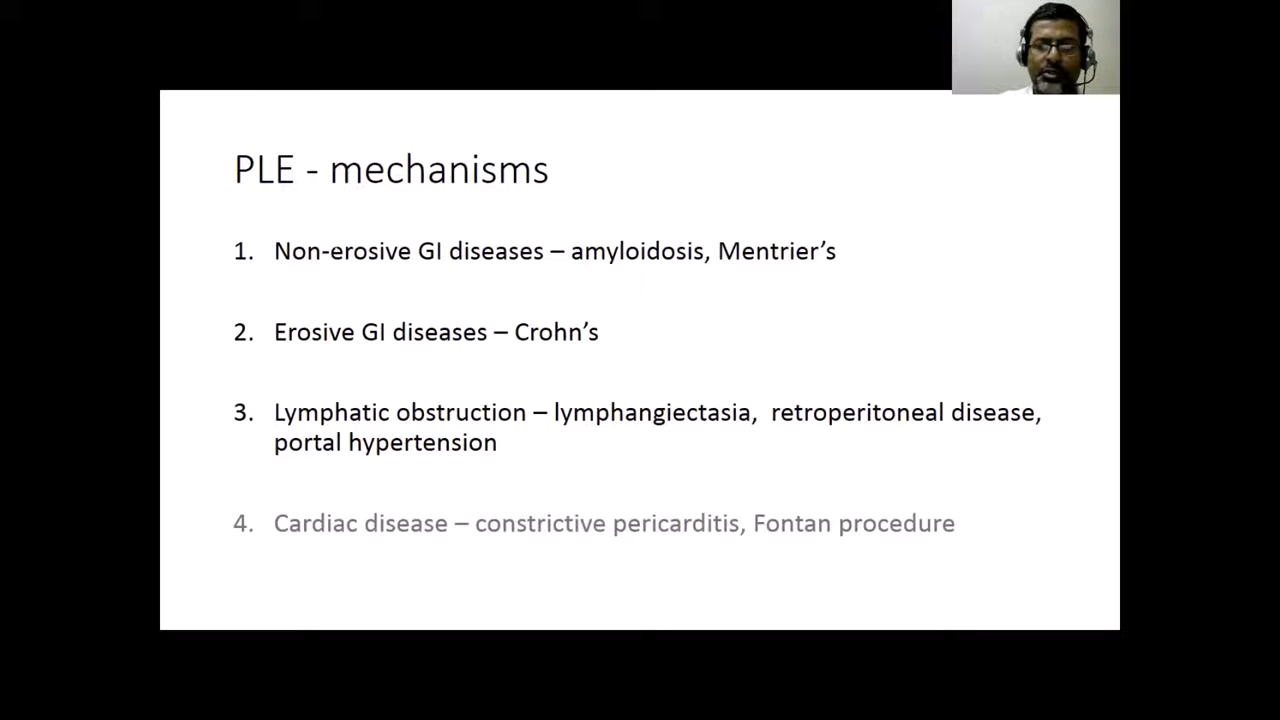 PLE - mechanisms
1. Non-erosive GI diseases – amyloidosis, Mentrier’s
2. Erosive GI diseases – Crohn’s
3. Lymphatic obstruction – lymphangiectasia, retroperitoneal disease,
portal hypertension
4. Cardiac disease – constrictive pericarditis, Fontan procedure